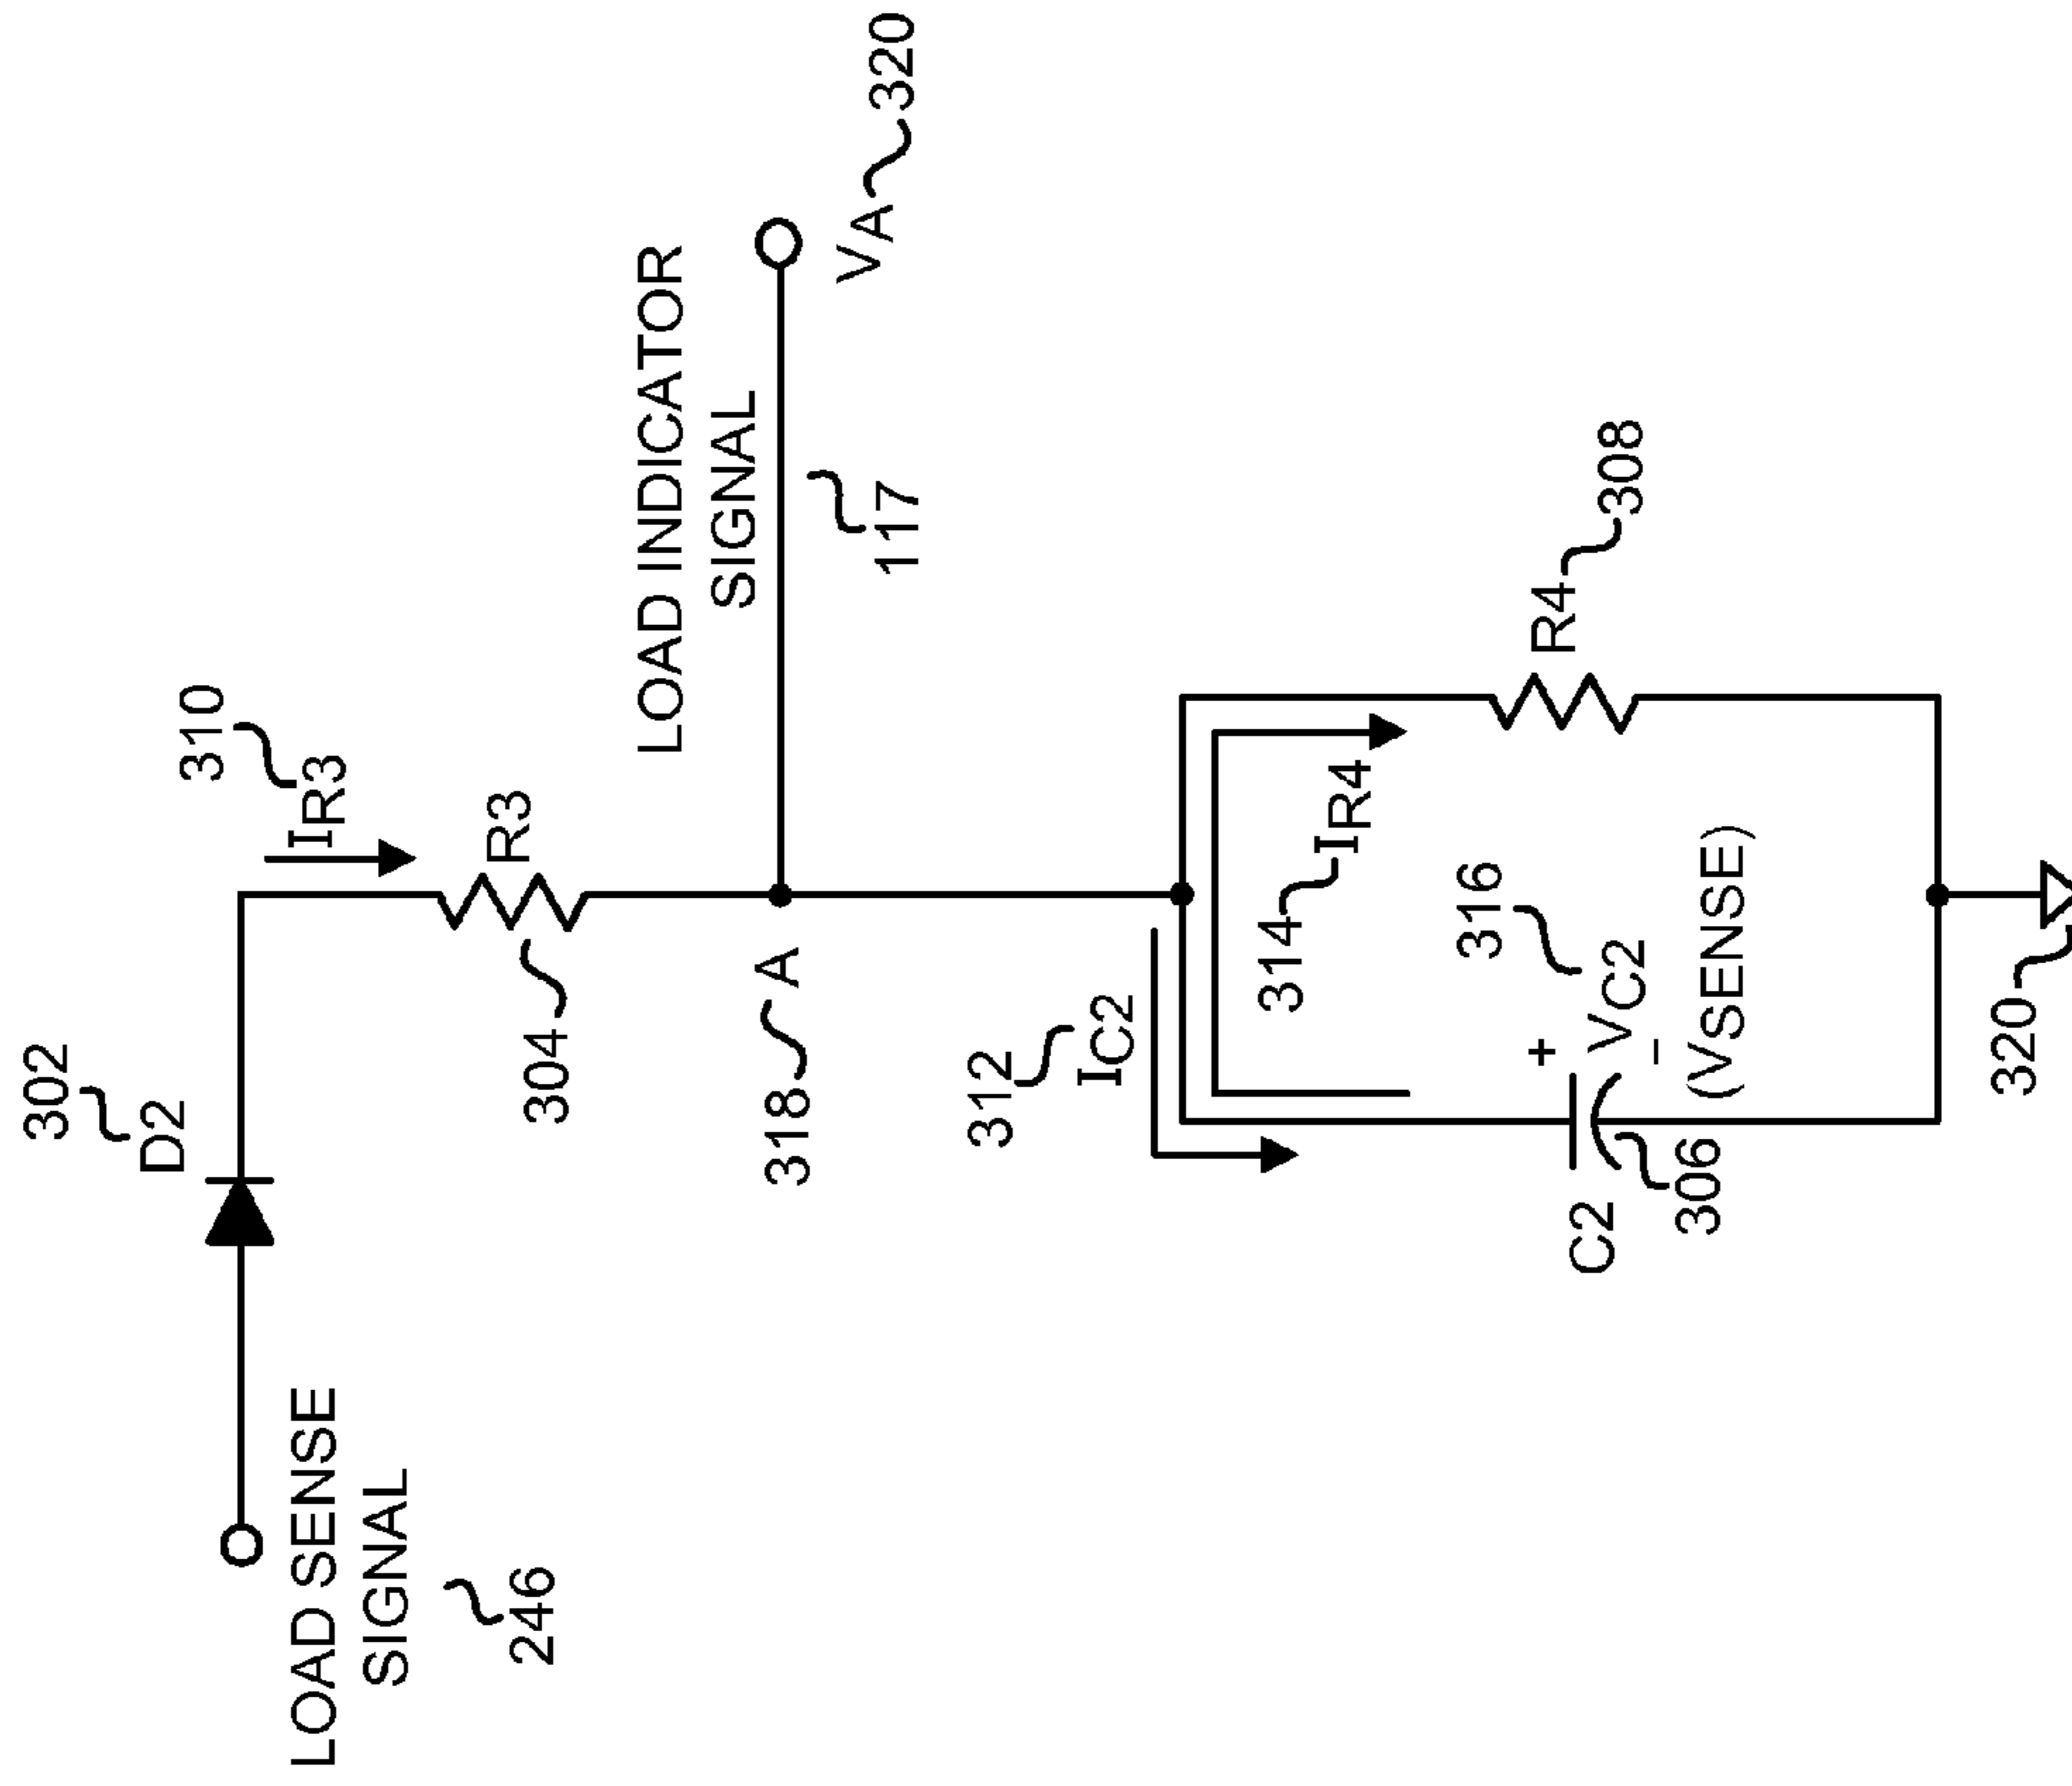 302
D2
LOAD SENSE
SIGNAL
246
310
IR3
R3
304
318
A
LOAD INDICATOR
SIGNAL
117
VA
320
312
IC2
314
IR4
316
+
VC2
–
(VSENSE)
C2
306
R4
308
320